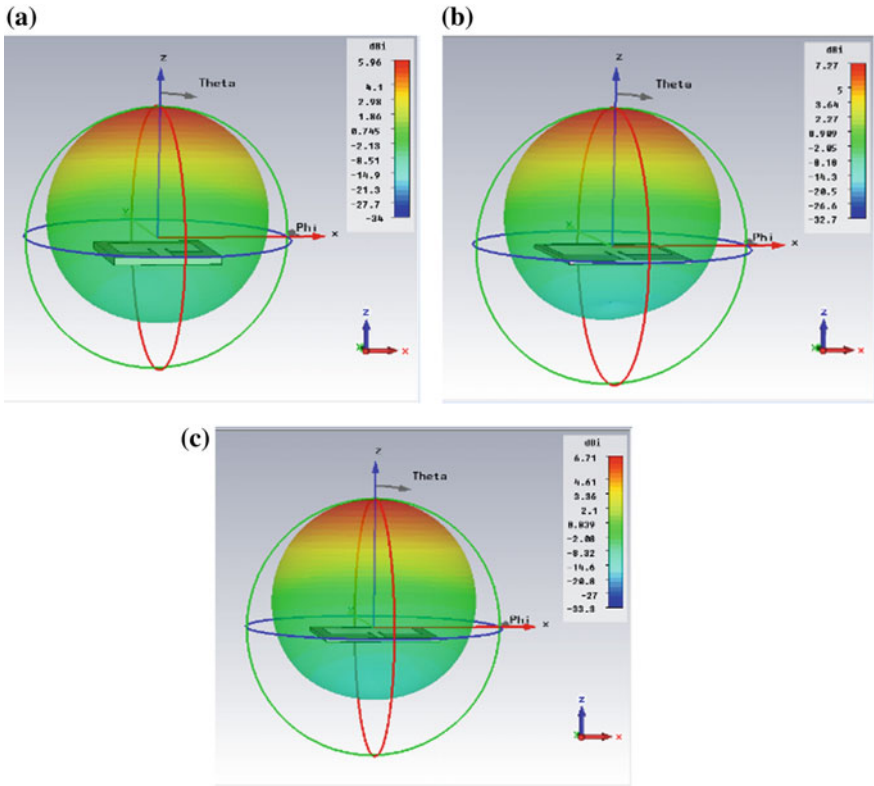 (a)
dBi
5.96
4.1
2.98
1.86
0.745
-2.13
-8.51
-14.9
-21.3
-27.7
-34
z
Theta
Y
Phi
x
z
x
(b)
dBi
7.27
5
3.64
2.27
0.909
-2.05
-8.18
-14.3
-20.5
-26.6
-32.7
z
Theta
Phi
x
z
x
(c)
dBi
6.71
4.61
3.36
2.1
0.839
-2.08
-8.32
-14.6
-20.8
-27
-33.3
z
Theta
Y
Phi
x
z
x